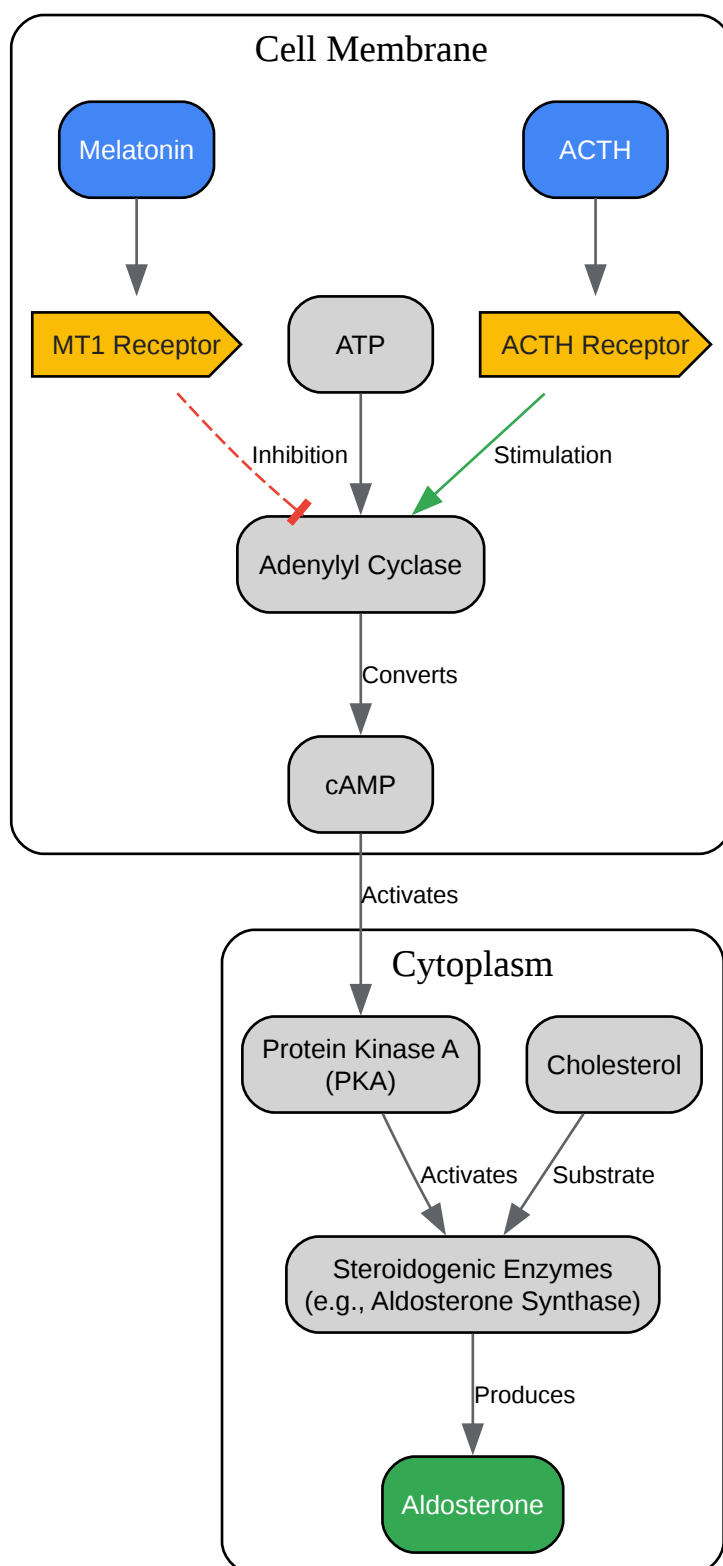 Cell Membrane
Melatonin
ACTH
MT1 Receptor
ATP
ACTH Receptor
Inhibition
Stimulation
Adenylyl Cyclase
Converts
cAMP
Activates
Cytoplasm
Protein Kinase A
(PKA)
Cholesterol
Activates
Substrate
Steroidogenic Enzymes
(e.g., Aldosterone Synthase)
Produces
Aldosterone